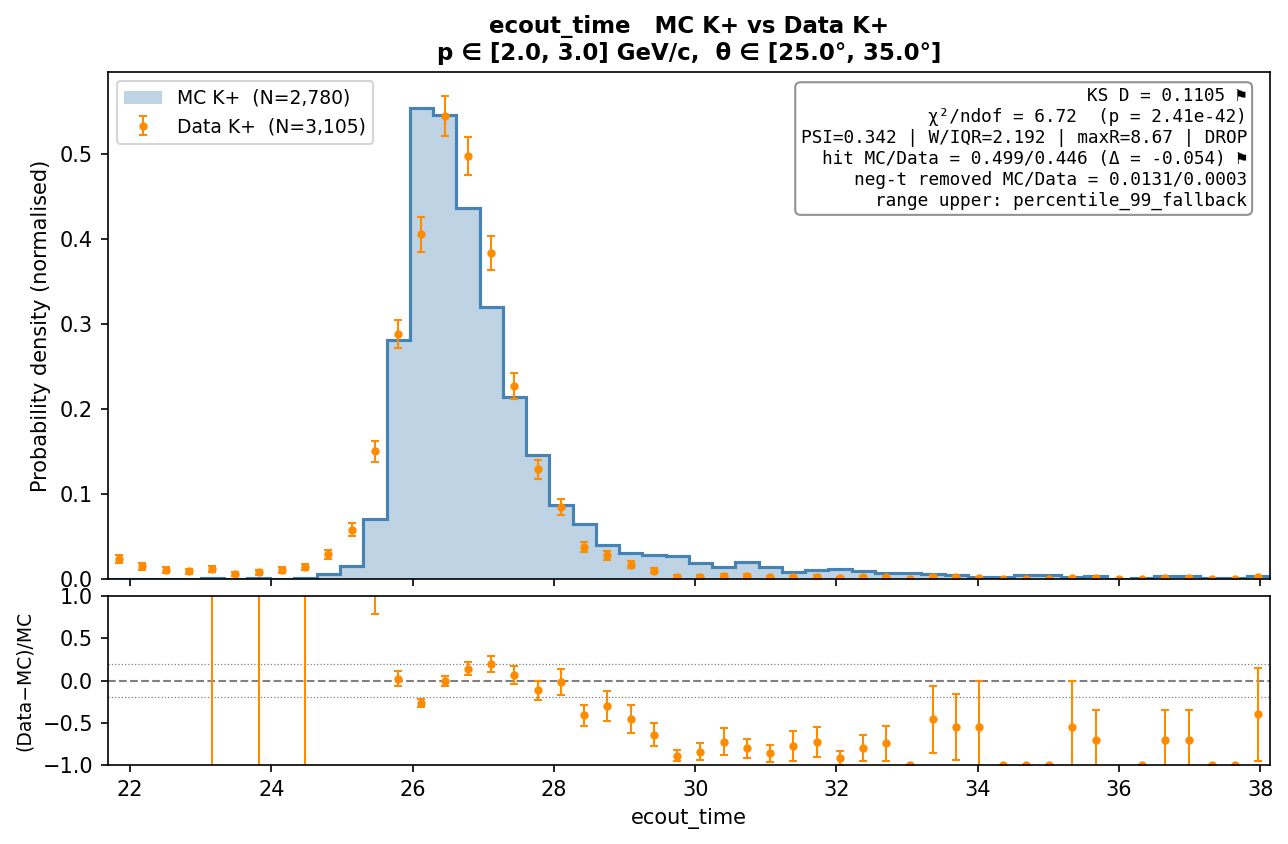 ecout_time   MC K+ vs Data K+
p ∈ [2.0, 3.0] GeV/c,  θ ∈ [25.0°, 35.0°]
MC K+  (N=2,780)
Data K+  (N=3,105)
KS D = 0.1105 ⚑
χ²/ndof = 6.72  (p = 2.41e-42)
PSI=0.342 | W/IQR=2.192 | maxR=8.67 | DROP
hit MC/Data = 0.499/0.446 (Δ = -0.054) ⚑
neg-t removed MC/Data = 0.0131/0.0003
range upper: percentile_99_fallback
Probability density (normalised)
0.5
0.4
0.3
0.2
0.1
0.0
(Data−MC)/MC
1.0
0.5
0.0
−0.5
−1.0
22 24 26 28 30 32 34 36 38
ecout_time